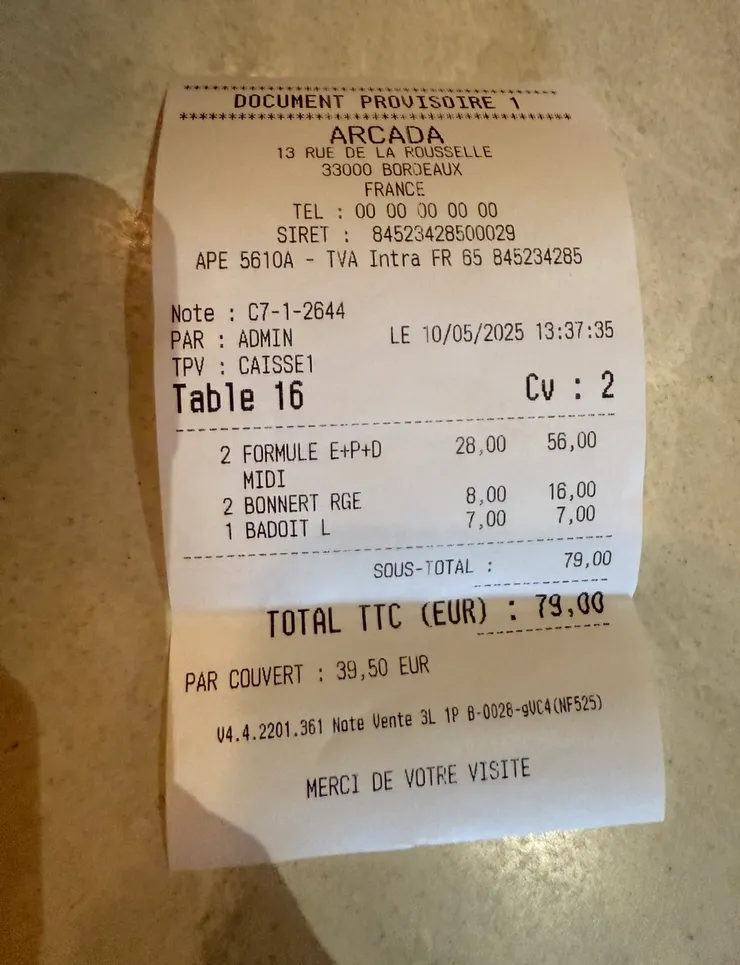 *************************************
DOCUMENT PROVISOIRE 1
*****************************************
ARCADA
13 RUE DE LA ROUSSELLE
33000 BORDEAUX
FRANCE
TEL : 00 00 00 00 00
SIRET : 84523428500029
APE 5610A - TVA Intra FR 65 845234285
Note : C7-1-2644
PAR : ADMIN LE 10/05/2025 13:37:35
TPV : CAISSE1
Table 16 Cv : 2
2 FORMULE E+P+D 28,00 56,00
MIDI
2 BONNERT RGE 8,00 16,00
1 BADOIT L 7,00 7,00
SOUS-TOTAL : 79,00
TOTAL TTC (EUR) : 79,00
PAR COUVERT : 39,50 EUR
V4.4.2201.361 Note Vente 3L 1P B-0028-gVC4(NF525)
MERCI DE VOTRE VISITE